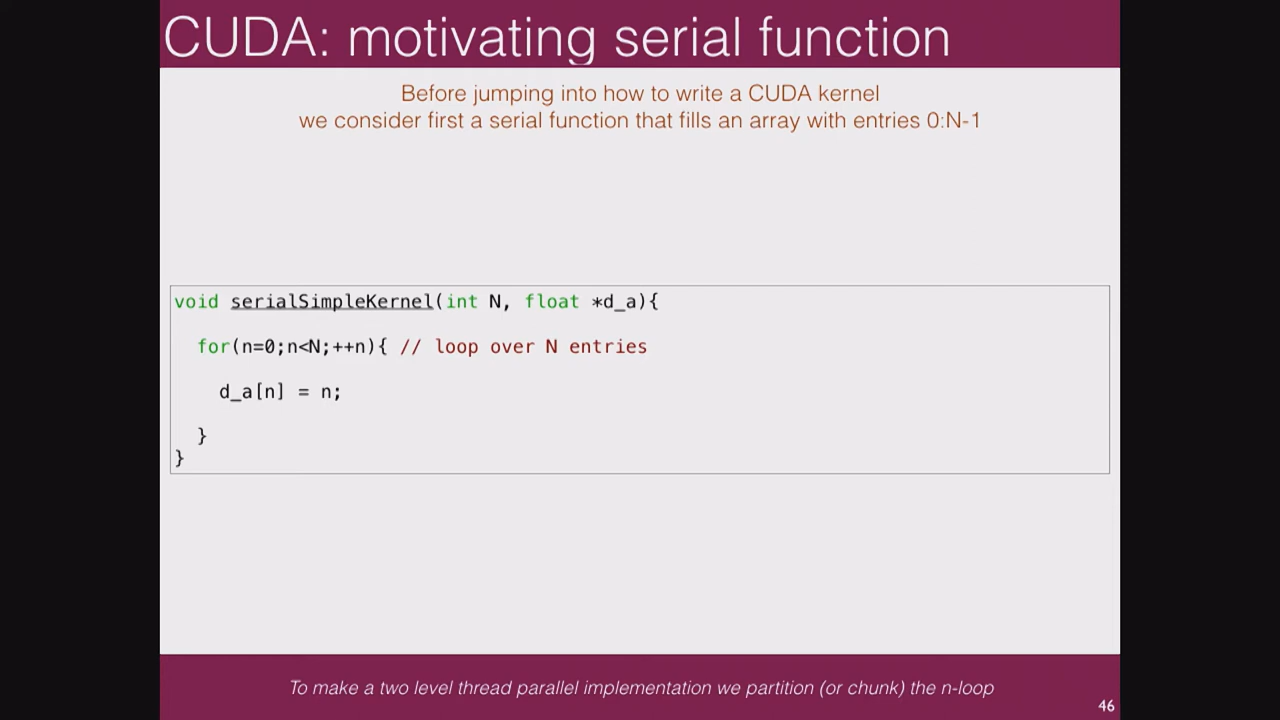 CUDA: motivating serial function
Before jumping into how to write a CUDA kernel
we consider first a serial function that fills an array with entries 0:N-1
void serialSimpleKernel(int N, float *d_a){
for(n=0;n<N;++n){ // loop over N entries
d_a[n] = n;
}
}
To make a two level thread parallel implementation we partition (or chunk) the n-loop
46